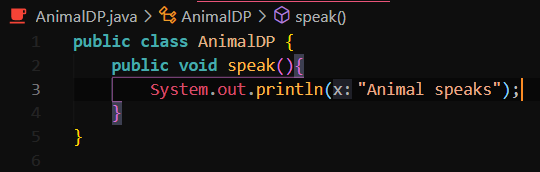 AnimalDP.java > AnimalDP > speak()
1 public class AnimalDP {
2     public void speak(){
3         System.out.println(x: "Animal speaks");
4     }
5 }
6